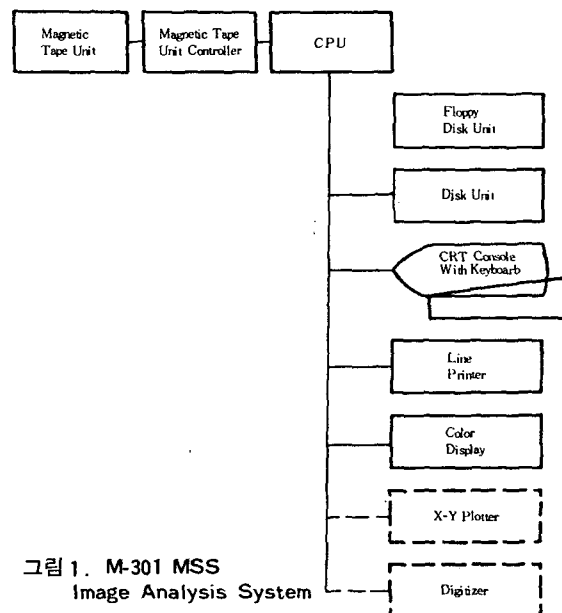 Magnetic
Tape Unit
Magnetic Tape
Unit Controller
CPU
Floppy
Disk Unit
Disk Unit
CRT Console
With Keyboarb
Line
Printer
Color
Display
X-Y Plotter
Digitizer
그림 1. M-301 MSS
Image Analysis System